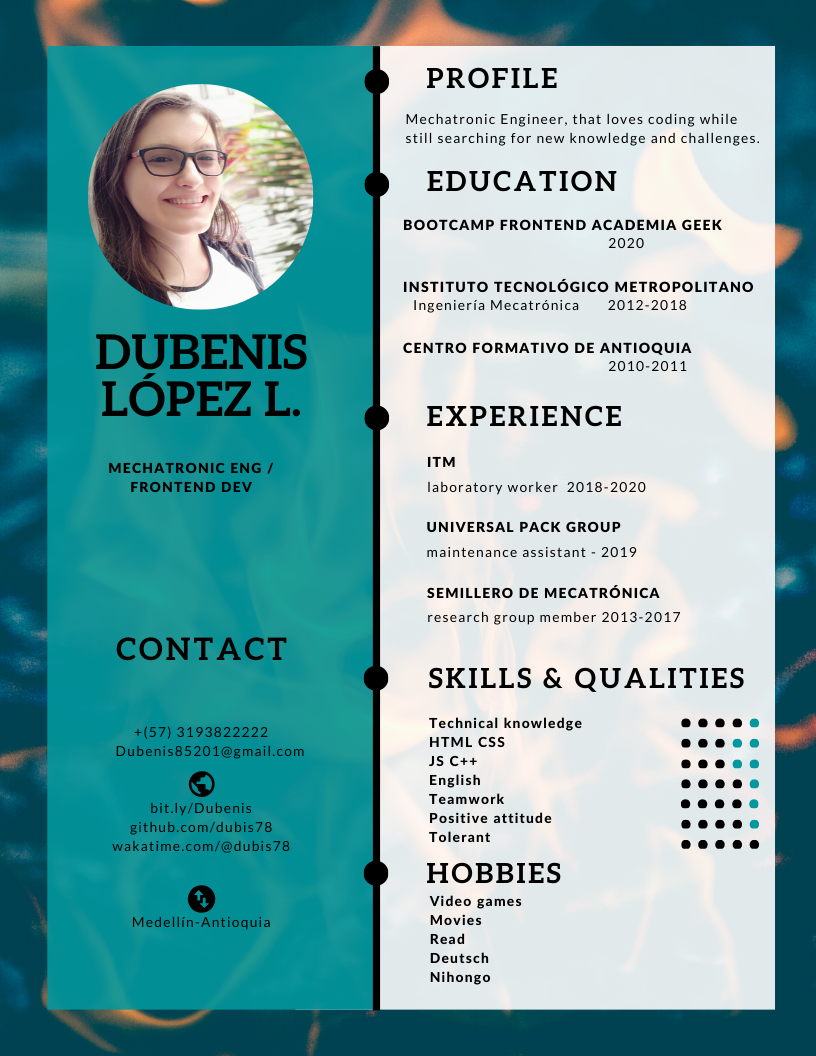 DUBENIS
LÓPEZ L.
MECHATRONIC ENG /
FRONTEND DEV
CONTACT
+(57) 3193822222
Dubenis85201@gmail.com
bit.ly/Dubenis
github.com/dubis78
wakatime.com/@dubis78
Medellín-Antioquia
PROFILE
Mechatronic Engineer, that loves coding while
still searching for new knowledge and challenges.
EDUCATION
BOOTCAMP FRONTEND ACADEMIA GEEK
2020
INSTITUTO TECNOLÓGICO METROPOLITANO
Ingeniería Mecatrónica 2012-2018
CENTRO FORMATIVO DE ANTIOQUIA
2010-2011
EXPERIENCE
ITM
laboratory worker 2018-2020
UNIVERSAL PACK GROUP
maintenance assistant - 2019
SEMILLERO DE MECATRÓNICA
research group member 2013-2017
SKILLS & QUALITIES
Technical knowledge
HTML CSS
JS C++
English
Teamwork
Positive attitude
Tolerant
HOBBIES
Video games
Movies
Read
Deutsch
Nihongo